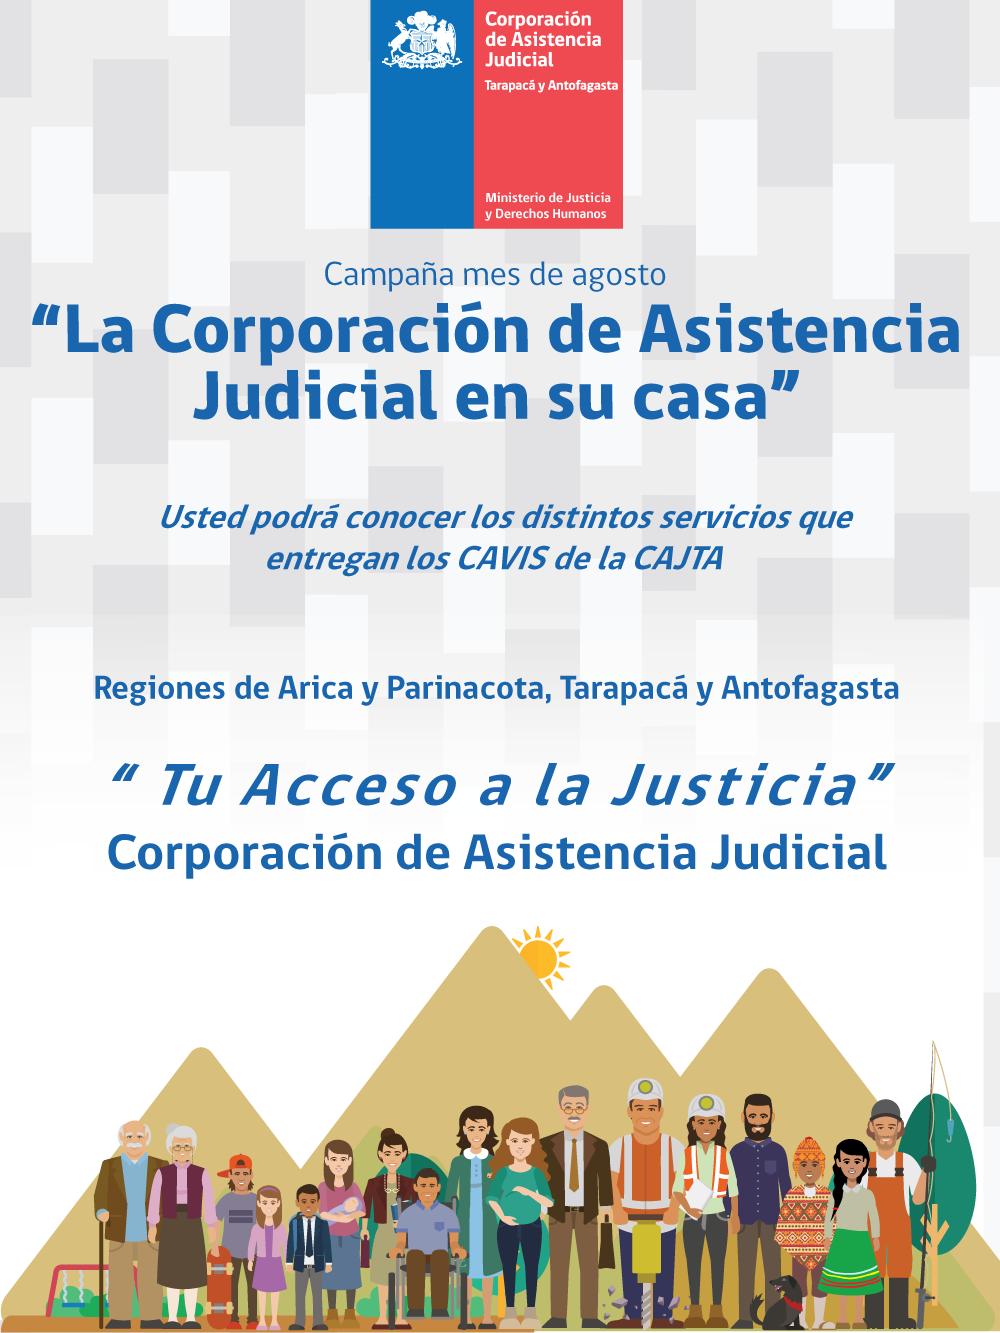 Corporación
de Asistencia
Judicial
Tarapacá y Antofagasta
Ministerio de Justicia
y Derechos Humanos
Campaña mes de agosto
“La Corporación de Asistencia
Judicial en su casa”
Usted podrá conocer los distintos servicios que
entregan los CAVIS de la CAJTA
Regiones de Arica y Parinacota, Tarapacá y Antofagasta
“ Tu Acceso a la Justicia”
Corporación de Asistencia Judicial